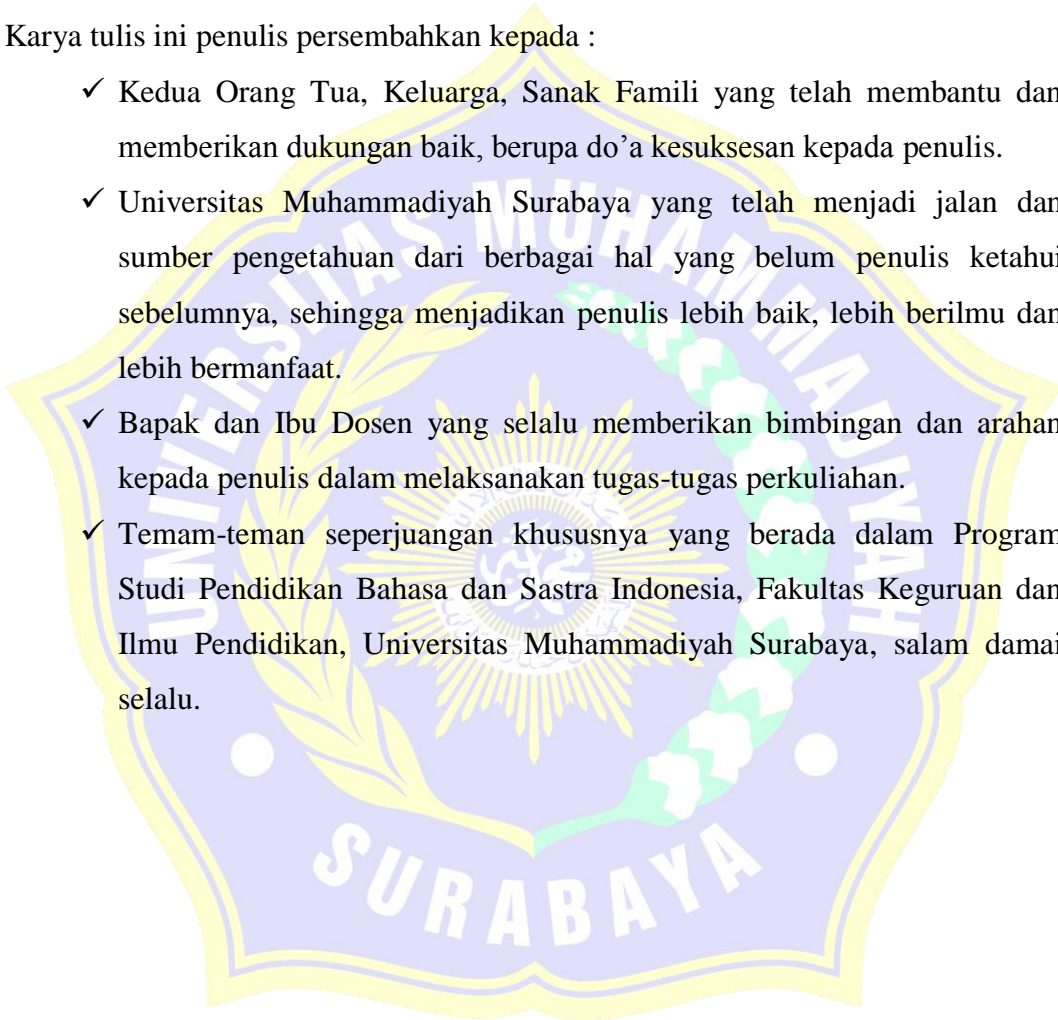 Karya tulis ini penulis persembahkan kepada :
✓ Kedua Orang Tua, Keluarga, Sanak Famili yang telah membantu dan
memberikan dukungan baik, berupa do’a kesuksesan kepada penulis.
✓ Universitas Muhammadiyah Surabaya yang telah menjadi jalan dan
sumber pengetahuan dari berbagai hal yang belum penulis ketahui
sebelumnya, sehingga menjadikan penulis lebih baik, lebih berilmu dan
lebih bermanfaat.
✓ Bapak dan Ibu Dosen yang selalu memberikan bimbingan dan arahan
kepada penulis dalam melaksanakan tugas-tugas perkuliahan.
✓ Temam-teman seperjuangan khususnya yang berada dalam Program
Studi Pendidikan Bahasa dan Sastra Indonesia, Fakultas Keguruan dan
Ilmu Pendidikan, Universitas Muhammadiyah Surabaya, salam damai
selalu.
UNIVERSITAS MUHAMMADIYAH
SURABAYA